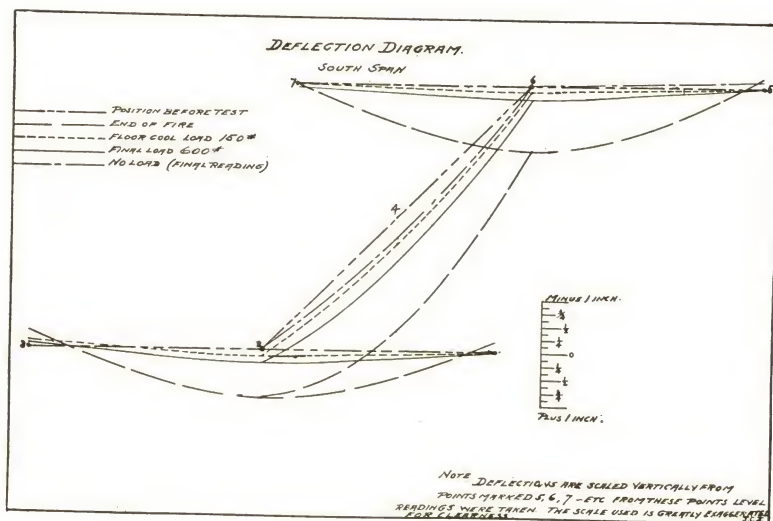 DEFLECTION DIAGRAM.
SOUTH SPAN
7
6
5
POSITION BEFORE TEST
END OF FIRE
FLOOR COOL LOAD 150#
FINAL LOAD 600#
NO LOAD (FINAL READING)
4
3
MINUS 1 INCH.
0
PLUS 1 INCH.
NOTE DEFLECTIONS ARE SCALED VERTICALLY FROM
POINTS MARKED 5, 6, 7 - ETC FROM THESE POINTS LEVEL
READINGS WERE TAKEN. THE SCALE USED IS GREATLY EXAGGERATED
FOR CLEARNESS